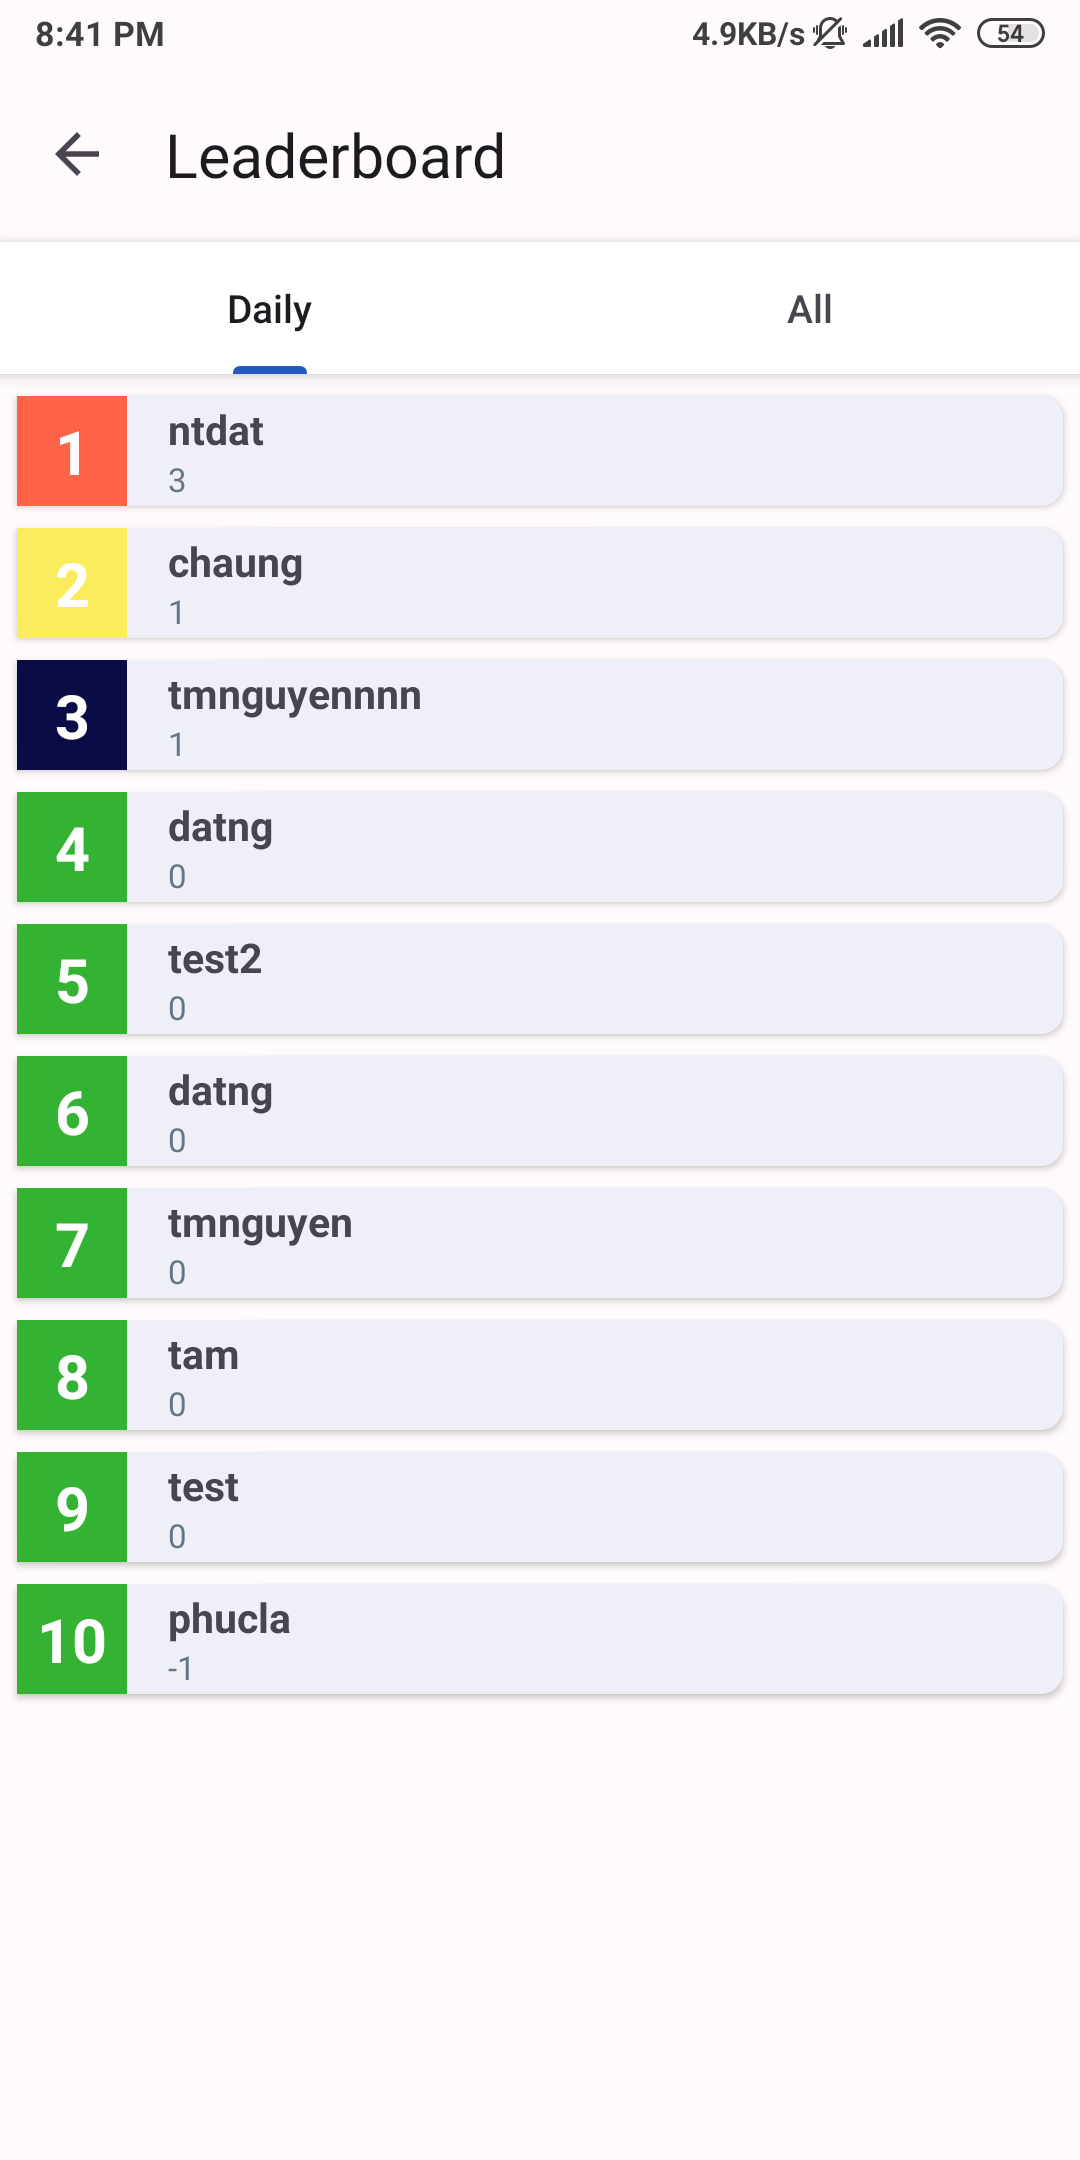 8:41 PM 4.9KB/s 54
Leaderboard
Daily All
1 ntdat
3
2 chaung
1
3 tmnguyennnn
1
4 datng
0
5 test2
0
6 datng
0
7 tmnguyen
0
8 tam
0
9 test
0
10 phucla
-1